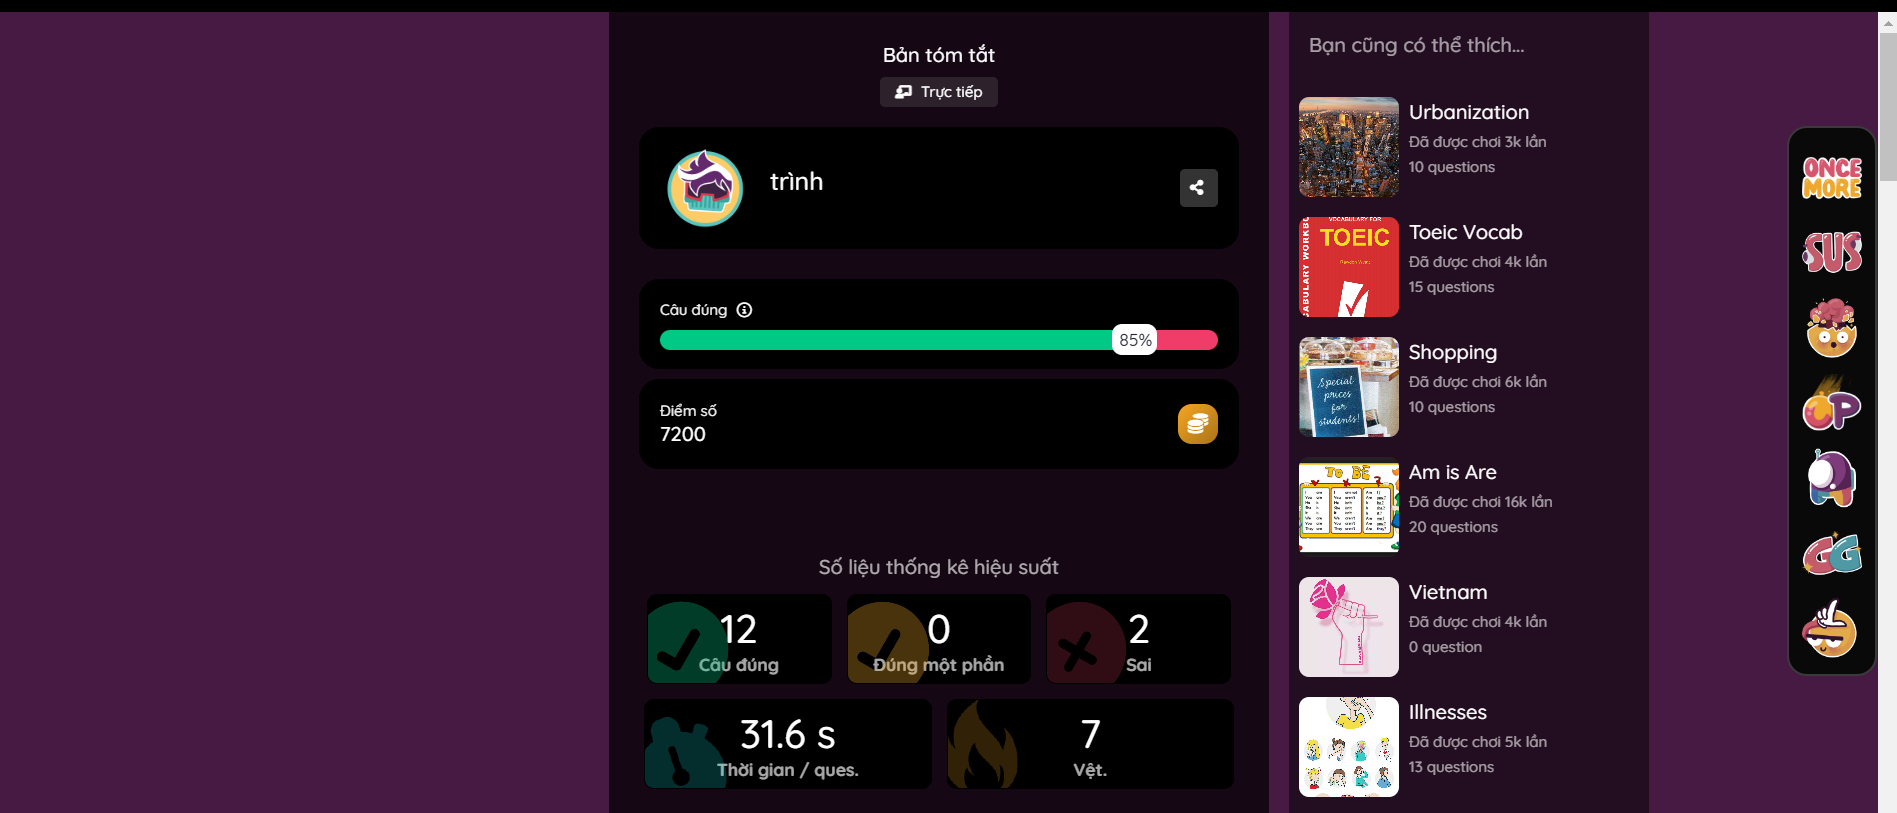 Bản tóm tắt
Trực tiếp
trình
Câu đúng
85%
Điểm số
7200
Số liệu thống kê hiệu suất
12
Câu đúng
0
Đúng một phần
2
Sai
31.6 s
Thời gian / ques.
7
Vệt.
Bạn cũng có thể thích...
Urbanization
Đã được chơi 3k lần
10 questions
VOCABULARY FOR
TOEIC
Toeic Vocab
Đã được chơi 4k lần
15 questions
Special
prices
for
students!
Shopping
Đã được chơi 6k lần
10 questions
To BE
Am is Are
Đã được chơi 16k lần
20 questions
Vietnam
Đã được chơi 4k lần
0 question
Illnesses
Đã được chơi 5k lần
13 questions
ONCE
MORE
SUS
UP
GG